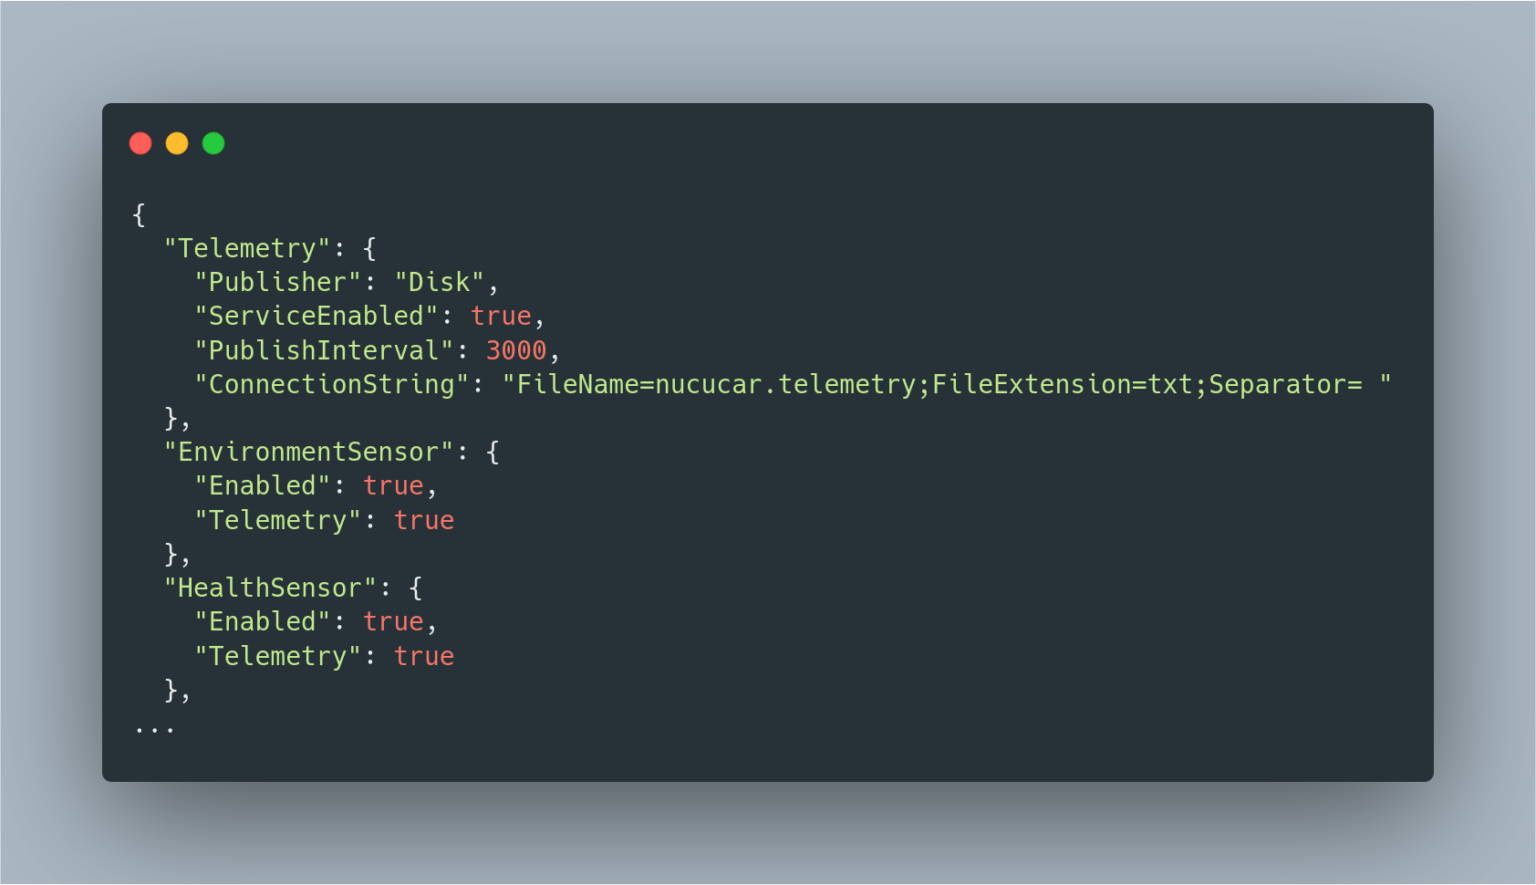 {
  "Telemetry": {
    "Publisher": "Disk",
    "ServiceEnabled": true,
    "PublishInterval": 3000,
    "ConnectionString": "FileName=nucucar.telemetry;FileExtension=txt;Separator= "
  },
  "EnvironmentSensor": {
    "Enabled": true,
    "Telemetry": true
  },
  "HealthSensor": {
    "Enabled": true,
    "Telemetry": true
  },
...